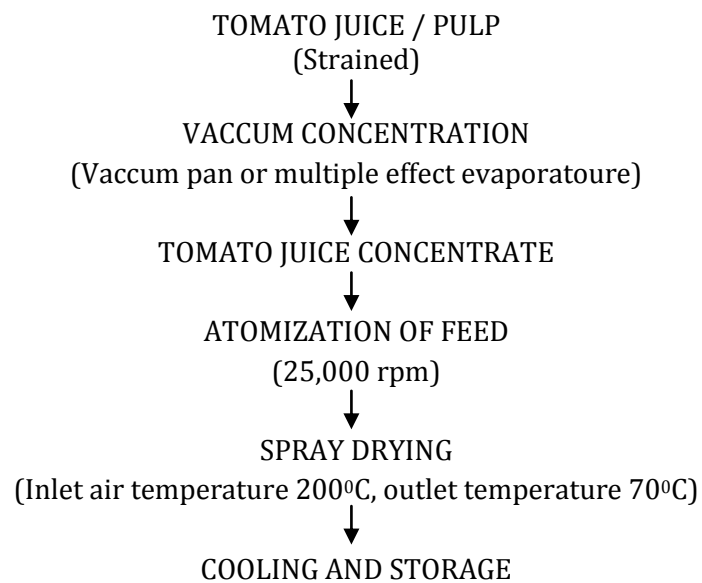 TOMATO JUICE / PULP
(Strained)
VACCUM CONCENTRATION
(Vaccum pan or multiple effect evaporatoure)
TOMATO JUICE CONCENTRATE
ATOMIZATION OF FEED
(25,000 rpm)
SPRAY DRYING
(Inlet air temperature 200⁰C, outlet temperature 70⁰C)
COOLING AND STORAGE